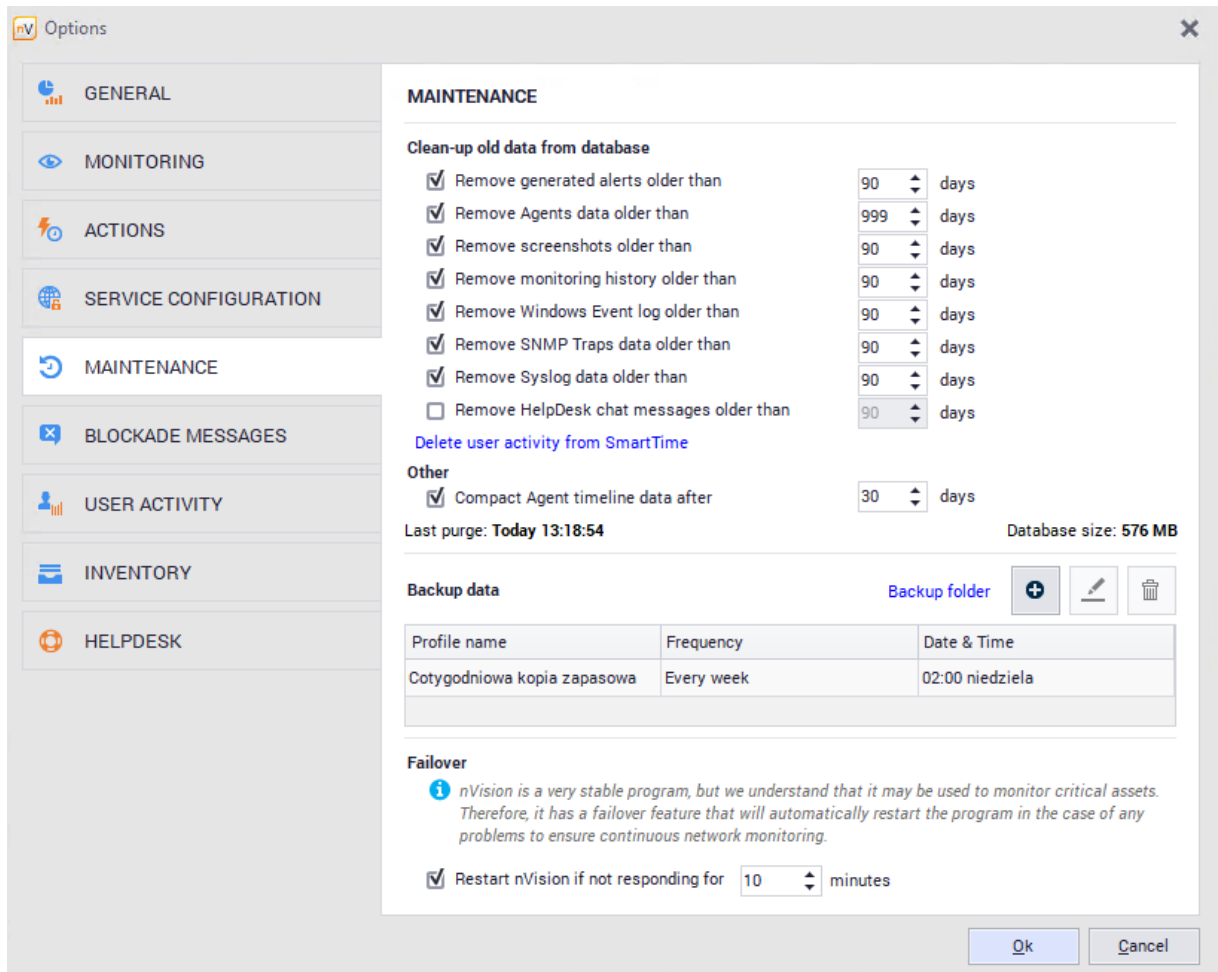 nV Options
GENERAL
MONITORING
ACTIONS
SERVICE CONFIGURATION
MAINTENANCE
BLOCKADE MESSAGES
USER ACTIVITY
INVENTORY
HELPDESK
MAINTENANCE
Clean-up old data from database
Remove generated alerts older than 90 days
Remove Agents data older than 999 days
Remove screenshots older than 90 days
Remove monitoring history older than 90 days
Remove Windows Event log older than 90 days
Remove SNMP Traps data older than 90 days
Remove Syslog data older than 90 days
Remove HelpDesk chat messages older than 90 days
Delete user activity from SmartTime
Other
Compact Agent timeline data after 30 days
Last purge: Today 13:18:54 Database size: 576 MB
Backup data Backup folder
Profile name Frequency Date & Time
Cotygodniowa kopia zapasowa Every week 02:00 niedziela
Failover
nVision is a very stable program, but we understand that it may be used to monitor critical assets.
Therefore, it has a failover feature that will automatically restart the program in the case of any
problems to ensure continuous network monitoring.
Restart nVision if not responding for 10 minutes
Ok Cancel